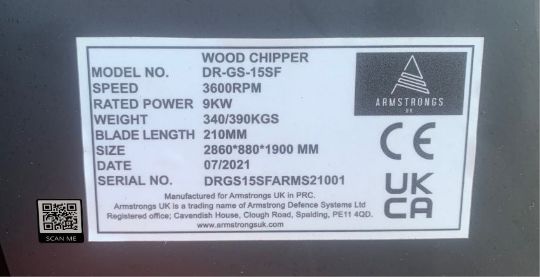 WOOD CHIPPER
MODEL NO. DR-GS-15SF
SPEED 3600RPM
RATED POWER 9KW
WEIGHT 340/390KGS
BLADE LENGTH 210MM
SIZE 2860*880*1900 MM
DATE 07/2021
SERIAL NO. DRGS15SFARMS21001
Manufactured for Armstrongs UK in PRC.
Armstrongs UK is a trading name of Armstrong Defence Systems Ltd
Registered office; Cavendish House, Clough Road, Spalding, PE11 4QD.
www.armstrongsuk.com
ARMSTRONGS
UK
CE
UK
CA
SCAN ME